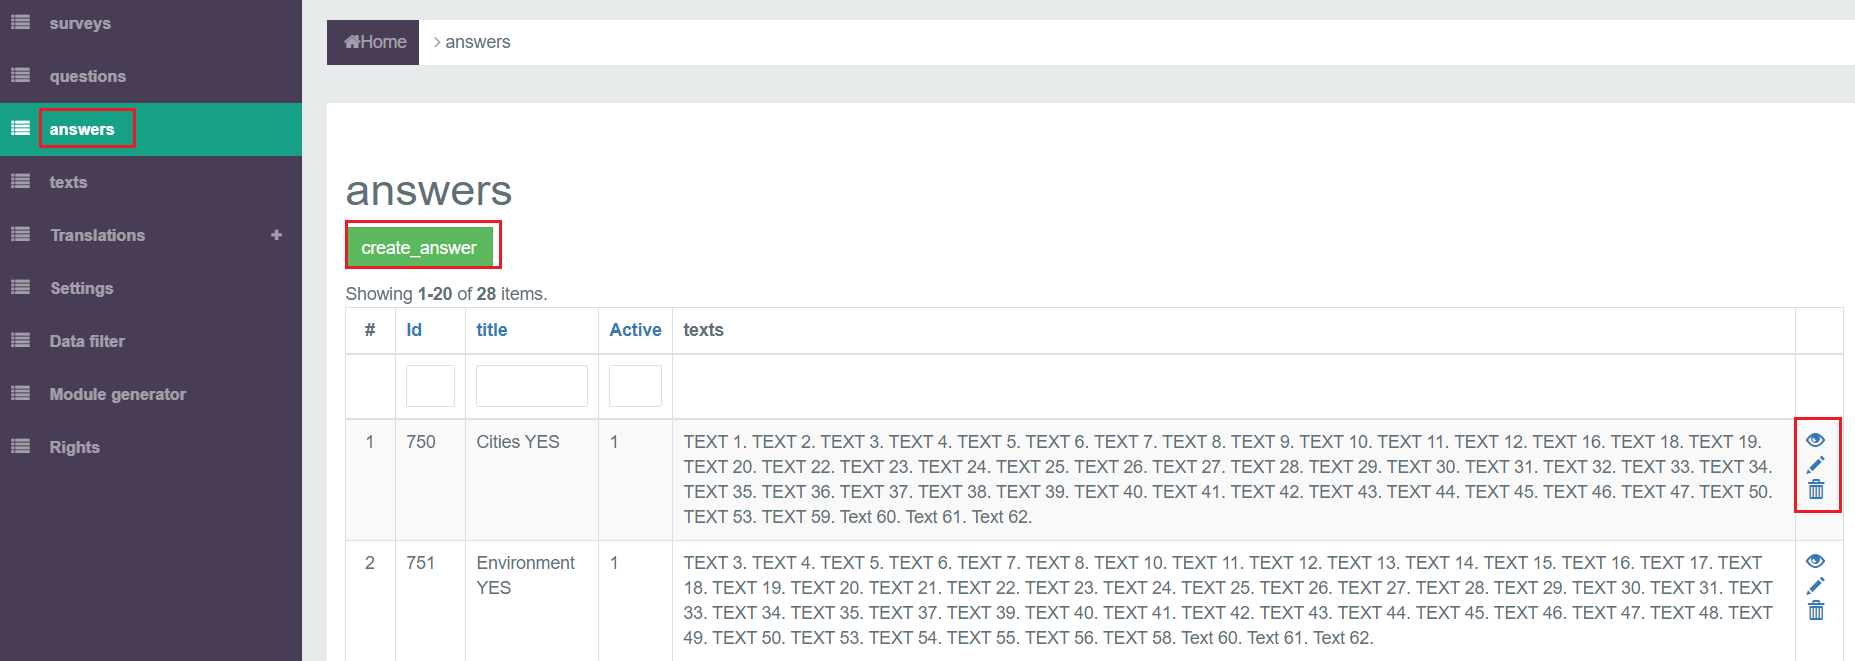 surveys
questions
answers
texts
Translations +
Settings
Data filter
Module generator
Rights
Home > answers
answers
create_answer
Showing 1-20 of 28 items.
# Id title Active texts
1 750 Cities YES 1 TEXT 1. TEXT 2. TEXT 3. TEXT 4. TEXT 5. TEXT 6. TEXT 7. TEXT 8. TEXT 9. TEXT 10. TEXT 11. TEXT 12. TEXT 16. TEXT 18. TEXT 19.
TEXT 20. TEXT 22. TEXT 23. TEXT 24. TEXT 25. TEXT 26. TEXT 27. TEXT 28. TEXT 29. TEXT 30. TEXT 31. TEXT 32. TEXT 33. TEXT 34.
TEXT 35. TEXT 36. TEXT 37. TEXT 38. TEXT 39. TEXT 40. TEXT 41. TEXT 42. TEXT 43. TEXT 44. TEXT 45. TEXT 46. TEXT 47. TEXT 50.
TEXT 53. TEXT 59. Text 60. Text 61. Text 62.
2 751 Environment 1 TEXT 3. TEXT 4. TEXT 5. TEXT 6. TEXT 7. TEXT 8. TEXT 10. TEXT 11. TEXT 12. TEXT 13. TEXT 14. TEXT 15. TEXT 16. TEXT 17. TEXT
YES 18. TEXT 19. TEXT 20. TEXT 21. TEXT 22. TEXT 23. TEXT 24. TEXT 25. TEXT 26. TEXT 27. TEXT 28. TEXT 29. TEXT 30. TEXT 31. TEXT
33. TEXT 34. TEXT 35. TEXT 37. TEXT 39. TEXT 40. TEXT 41. TEXT 42. TEXT 43. TEXT 44. TEXT 45. TEXT 46. TEXT 47. TEXT 48. TEXT
49. TEXT 50. TEXT 53. TEXT 54. TEXT 55. TEXT 56. TEXT 58. Text 60. Text 61. Text 62.